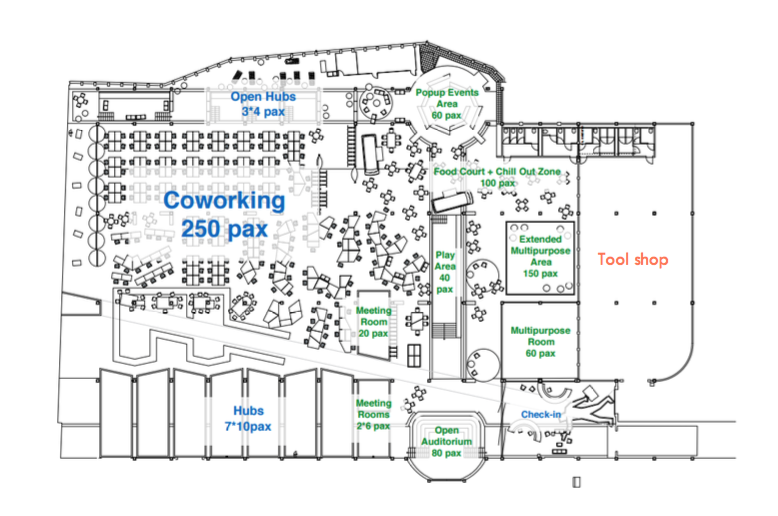 Open Hubs
3*4 pax
Popup Events
Area
60 pax
Food Court + Chill Out Zone
100 pax
Coworking
250 pax
Extended
Multipurpose
Area
150 pax
Tool shop
Play
Area
40
pax
Meeting
Room
20 pax
Multipurpose
Room
60 pax
Hubs
7*10pax
Meeting
Rooms
2*6 pax
Check-in
Open
Auditorium
80 pax